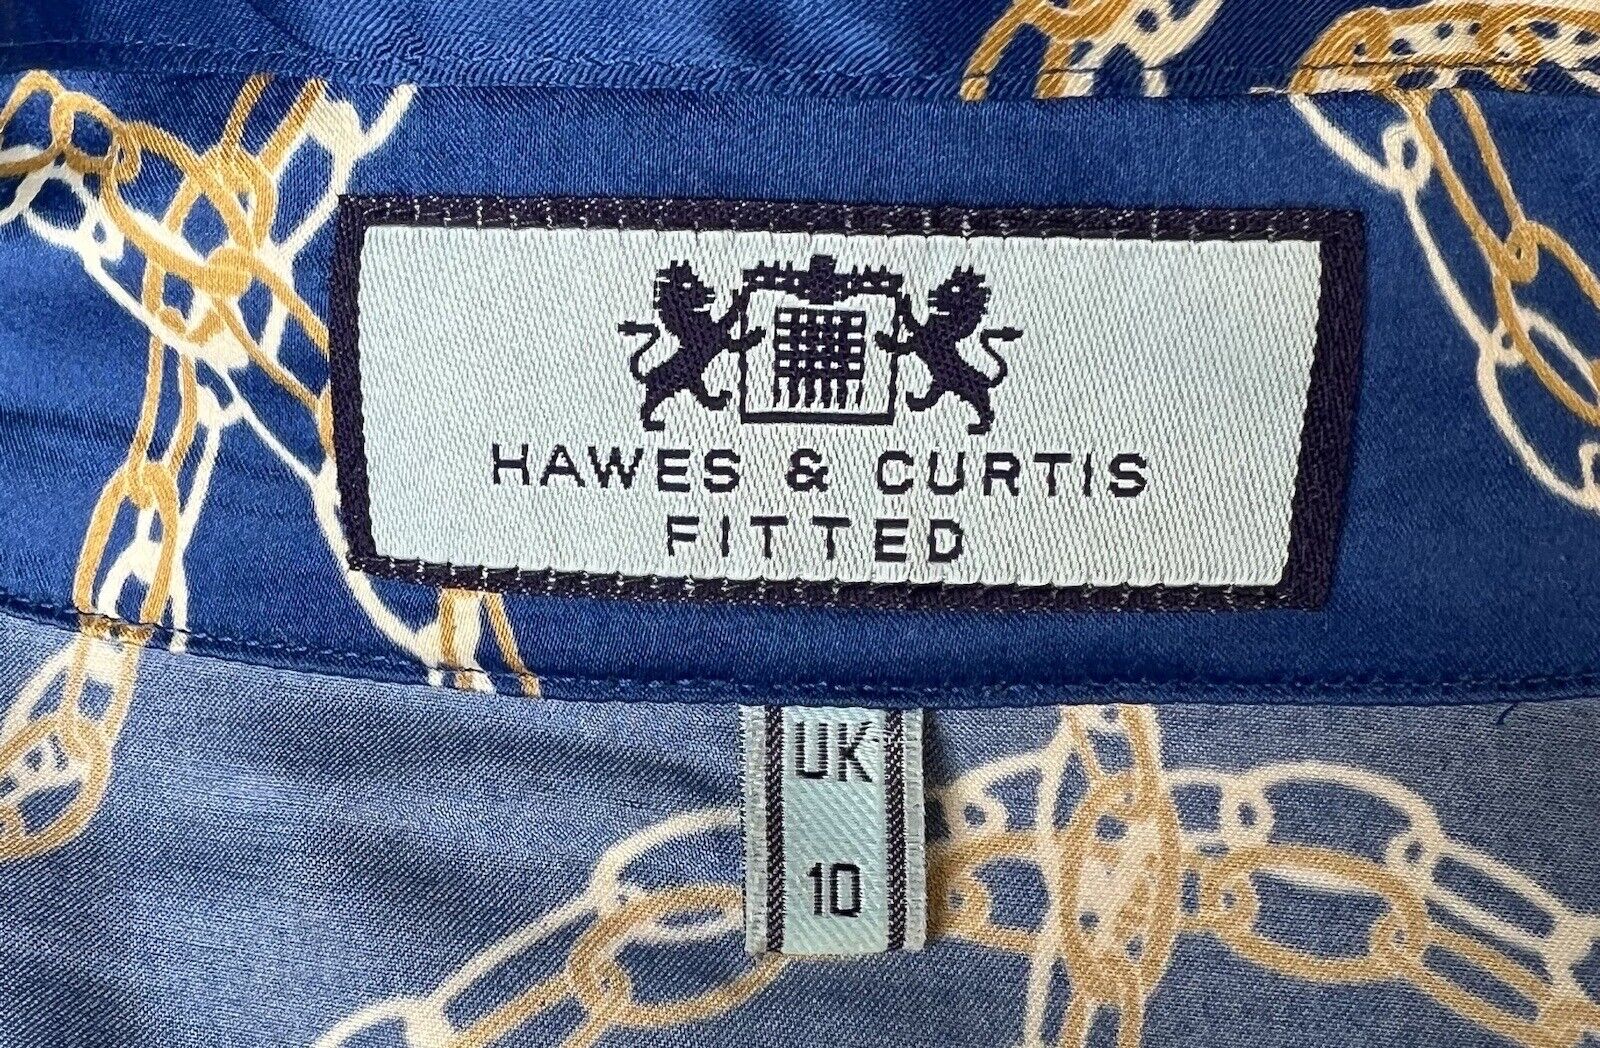 HAWES & CURTIS
FITTED
UK
10